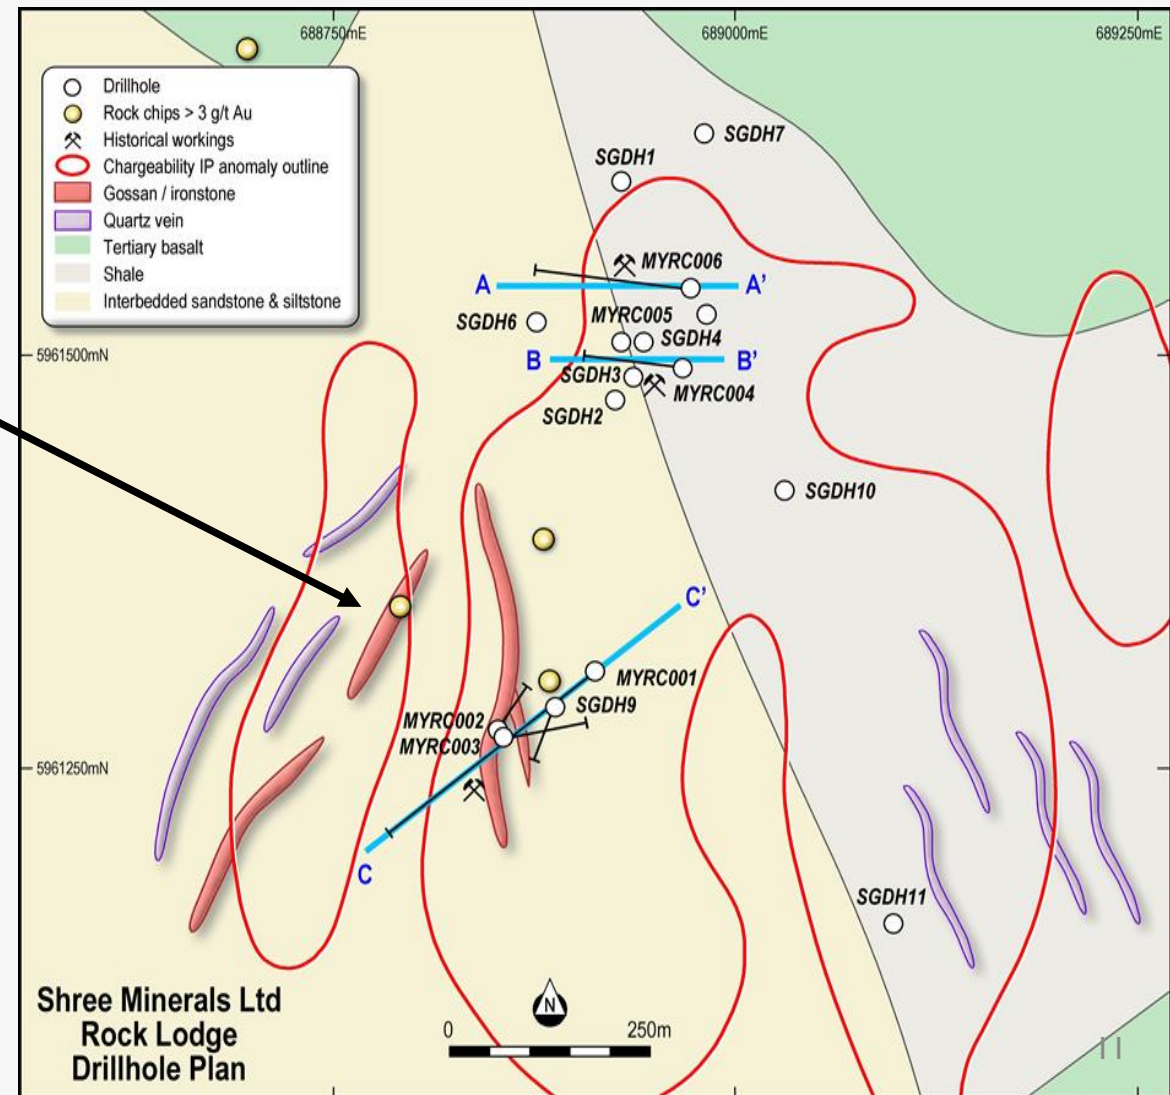 688750mE
689000mE
689250mE
Drillhole
Rock chips > 3 g/t Au
Historical workings
Chargeability IP anomaly outline
Gossan / ironstone
Quartz vein
Tertiary basalt
Shale
Interbedded sandstone & siltstone
SGDH7
SGDH1
MYRC006
A
A'
SGDH6
MYRC005
SGDH4
5961500mN
B
B'
SGDH3
MYRC004
SGDH2
SGDH10
C'
MYRC001
SGDH9
MYRC002
MYRC003
5961250mN
C
SGDH11
Shree Minerals Ltd
Rock Lodge
Drillhole Plan
N
0
250m
11